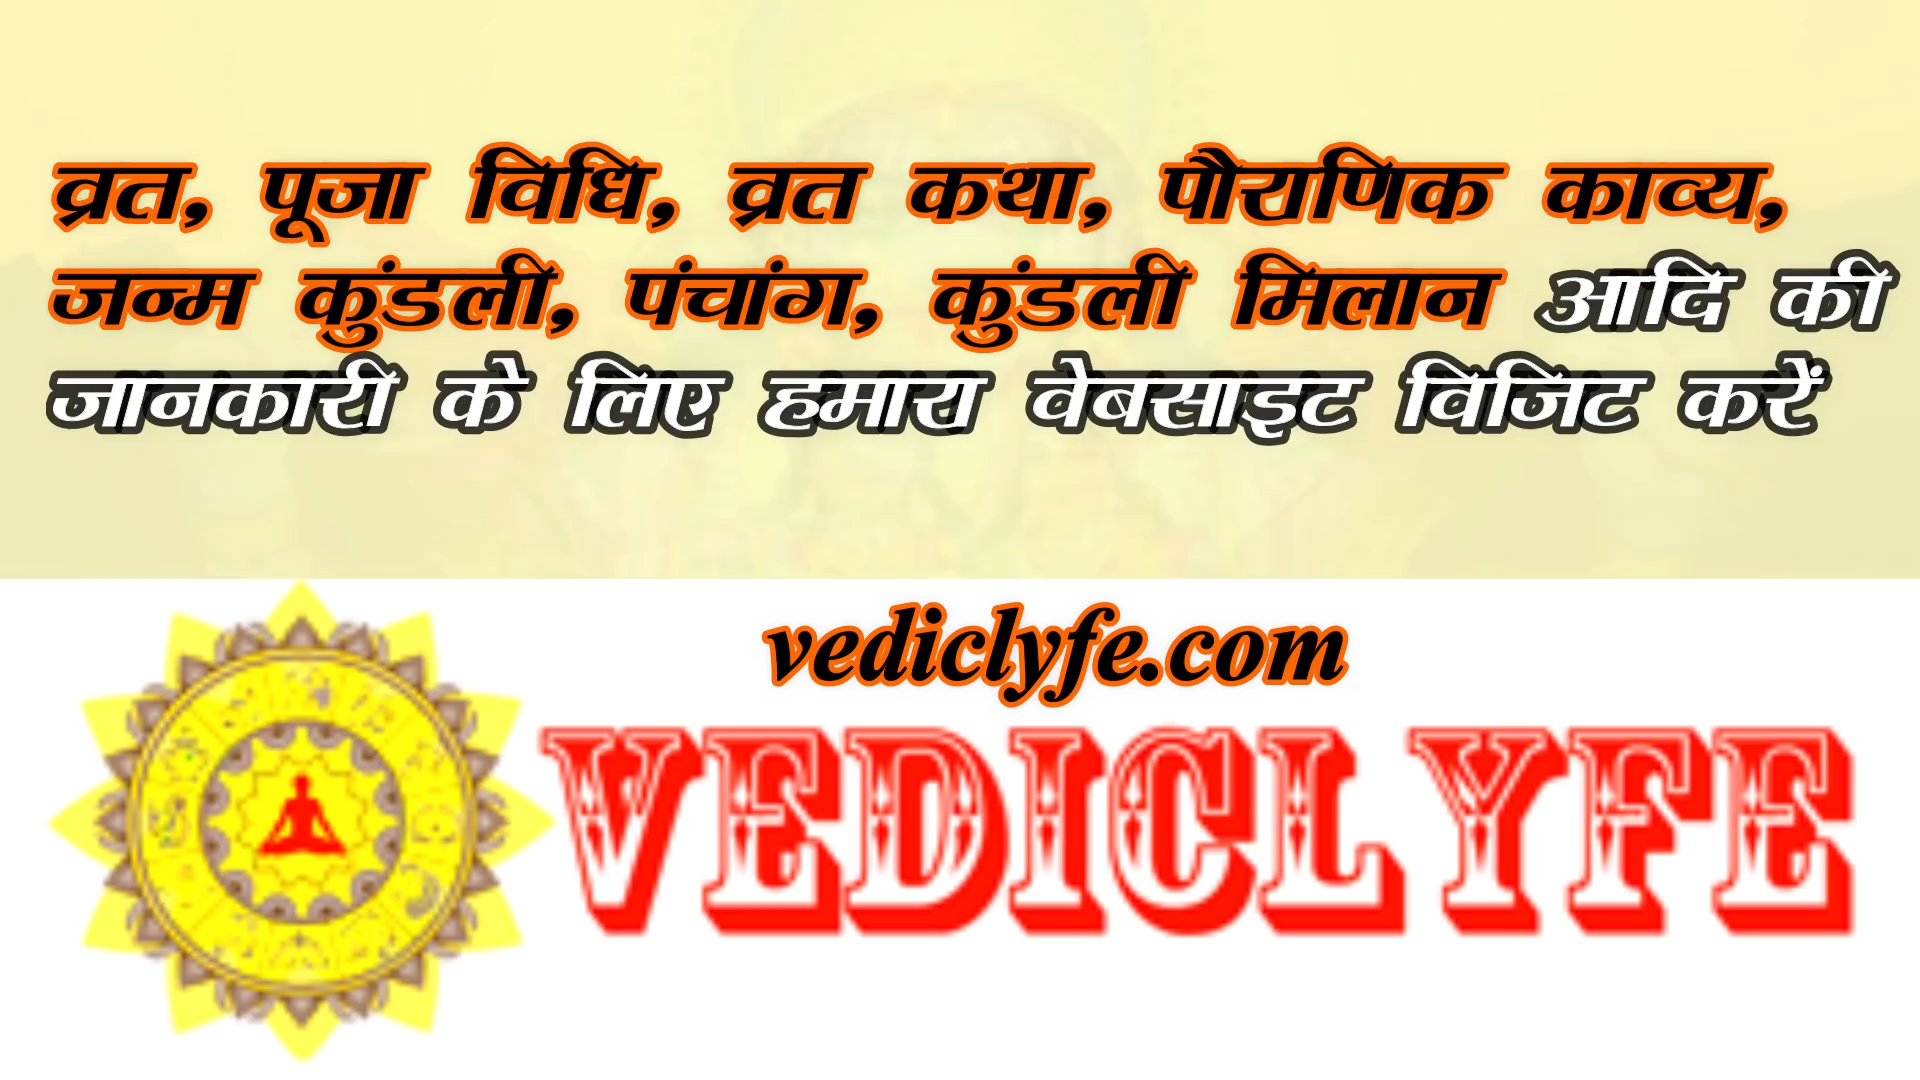 व्रत, पूजा विधि, व्रत कथा, पौराणिक काव्य,
जन्म कुंडली, पंचांग, कुंडली मिलान आदि की
जानकारी के लिए हमारा वेबसाइट विजिट करें
vediclyfe.com
VEDICLYFE